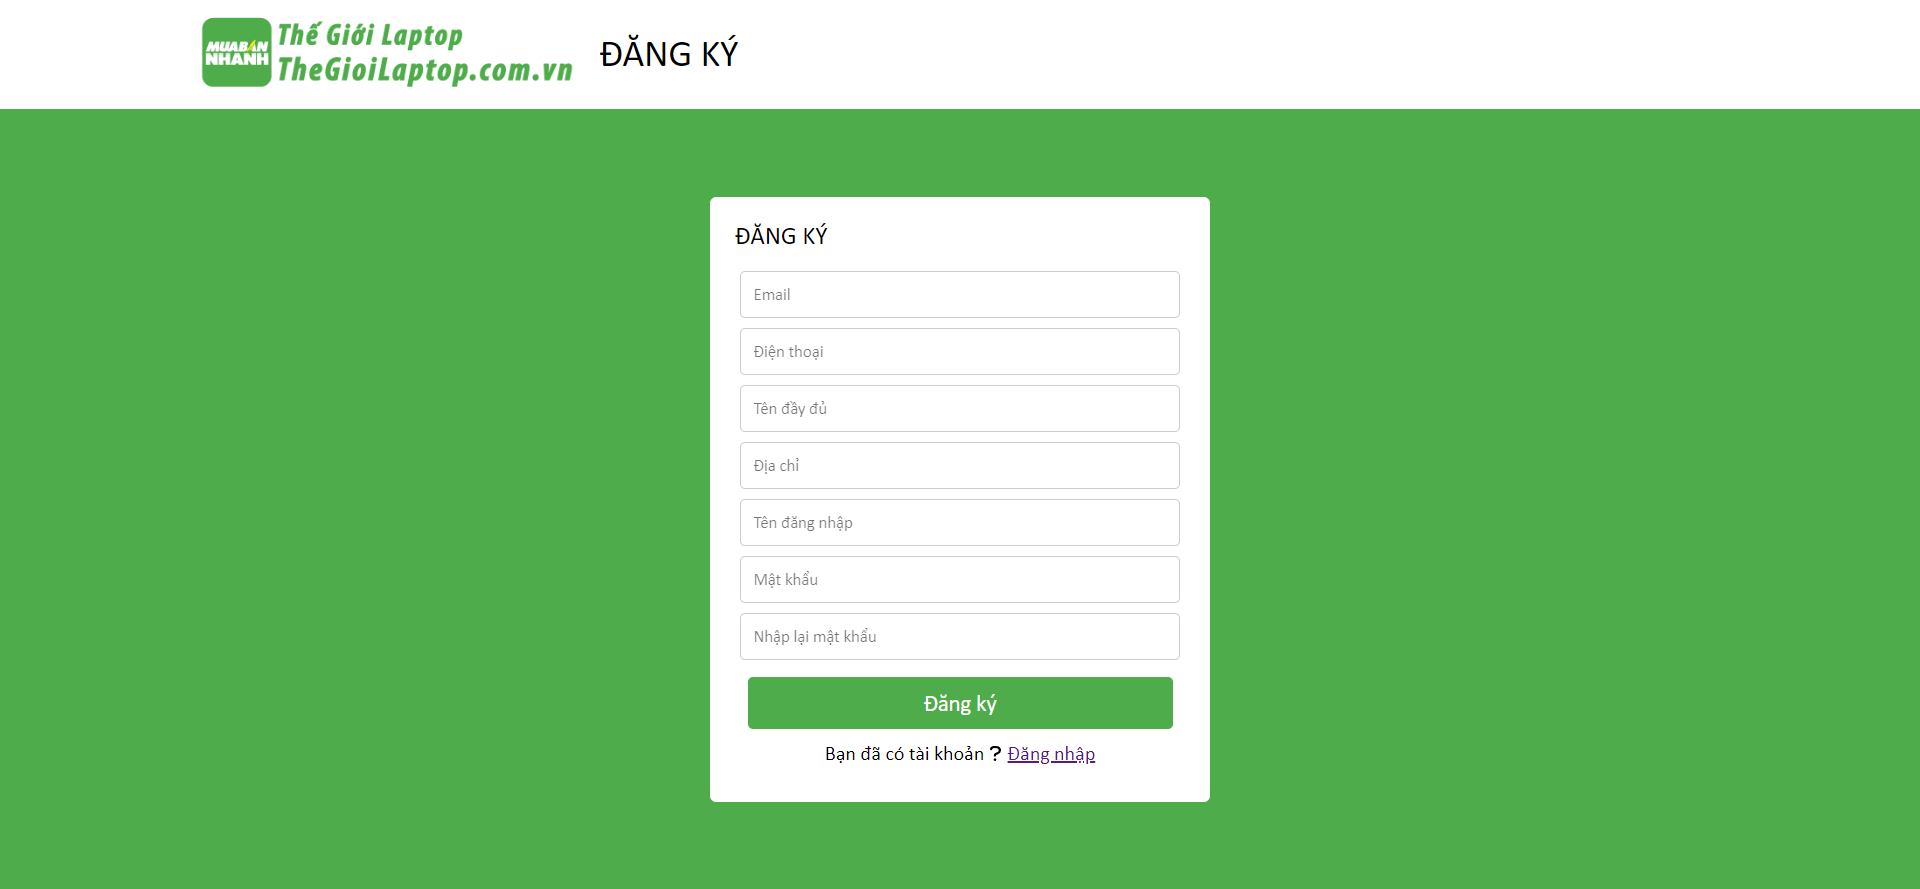 MUABÁN
NHANH
Thế Giới Laptop
TheGioiLaptop.com.vn
ĐĂNG KÝ
ĐĂNG KÝ
Email
Điện thoại
Tên đầy đủ
Địa chỉ
Tên đăng nhập
Mật khẩu
Nhập lại mật khẩu
Đăng ký
Bạn đã có tài khoản ? Đăng nhập